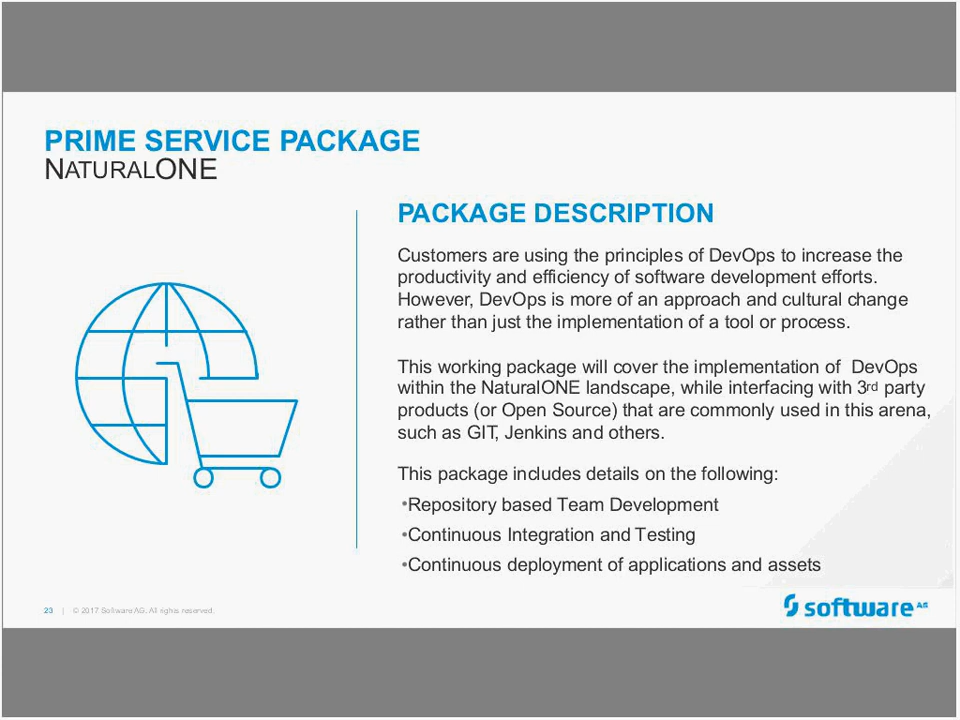 PRIME SERVICE PACKAGE
NATURALONE
PACKAGE DESCRIPTION
Customers are using the principles of DevOps to increase the
productivity and efficiency of software development efforts.
However, DevOps is more of an approach and cultural change
rather than just the implementation of a tool or process.
This working package will cover the implementation of DevOps
within the NaturalONE landscape, while interfacing with 3rd party
products (or Open Source) that are commonly used in this arena,
such as GIT, Jenkins and others.
This package includes details on the following:
•Repository based Team Development
•Continuous Integration and Testing
•Continuous deployment of applications and assets
23 | © 2017 Software AG. All rights reserved.
software AG